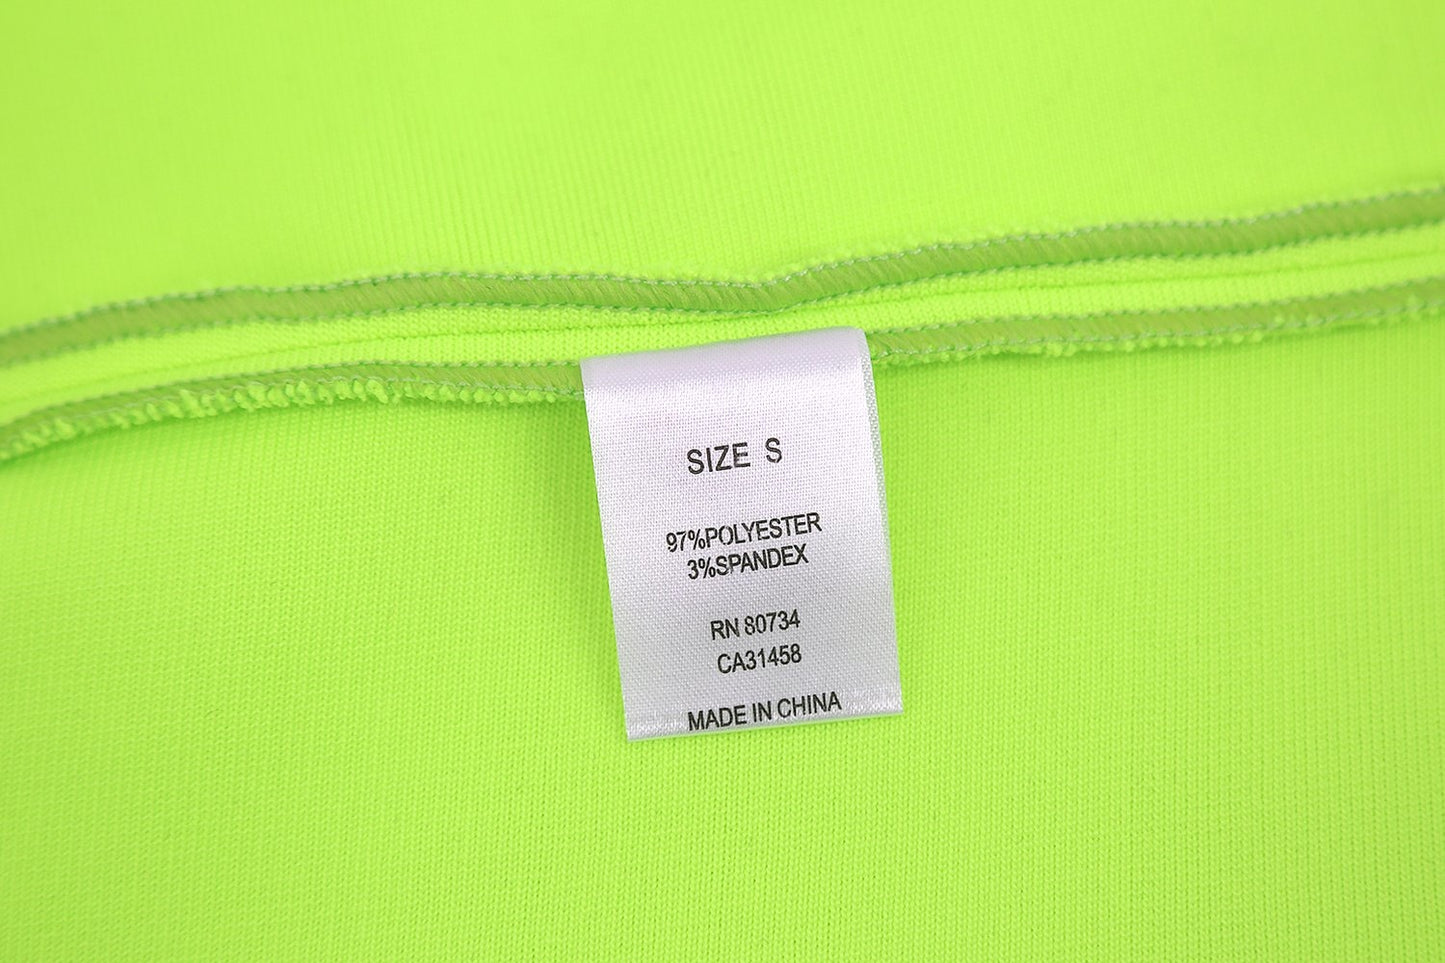 SIZE S
97%POLYESTER
3%SPANDEX
RN 80734
CA31458
MADE IN CHINA